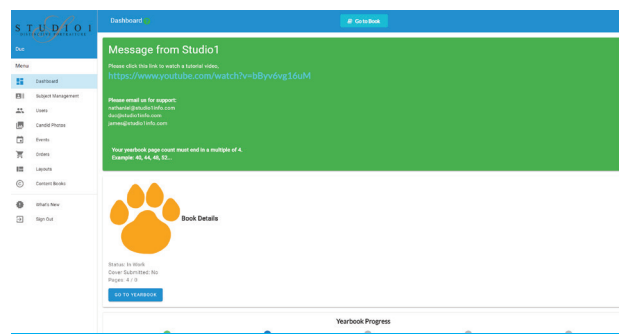 STUDIO1
Dashboard
Go to Book
Duc
Menu
Dashboard
Subject Management
Users
Candid Photos
Events
Orders
Layouts
Content Books
What's New
Sign Out
Message from Studio1
Please click this link to watch a tutorial video,
https://www.youtube.com/watch?v=bByv6vg16uM
Please email us for support:
nathaniel@studio1info.com
duc@studio1info.com
james@studio1info.com
Your yearbook page count must end in a multiple of 4.
Example: 40, 44, 48, 52...
Book Details
Status: In Work
Cover Submitted: No
Pages: 4 / 0
GO TO YEARBOOK
Yearbook Progress